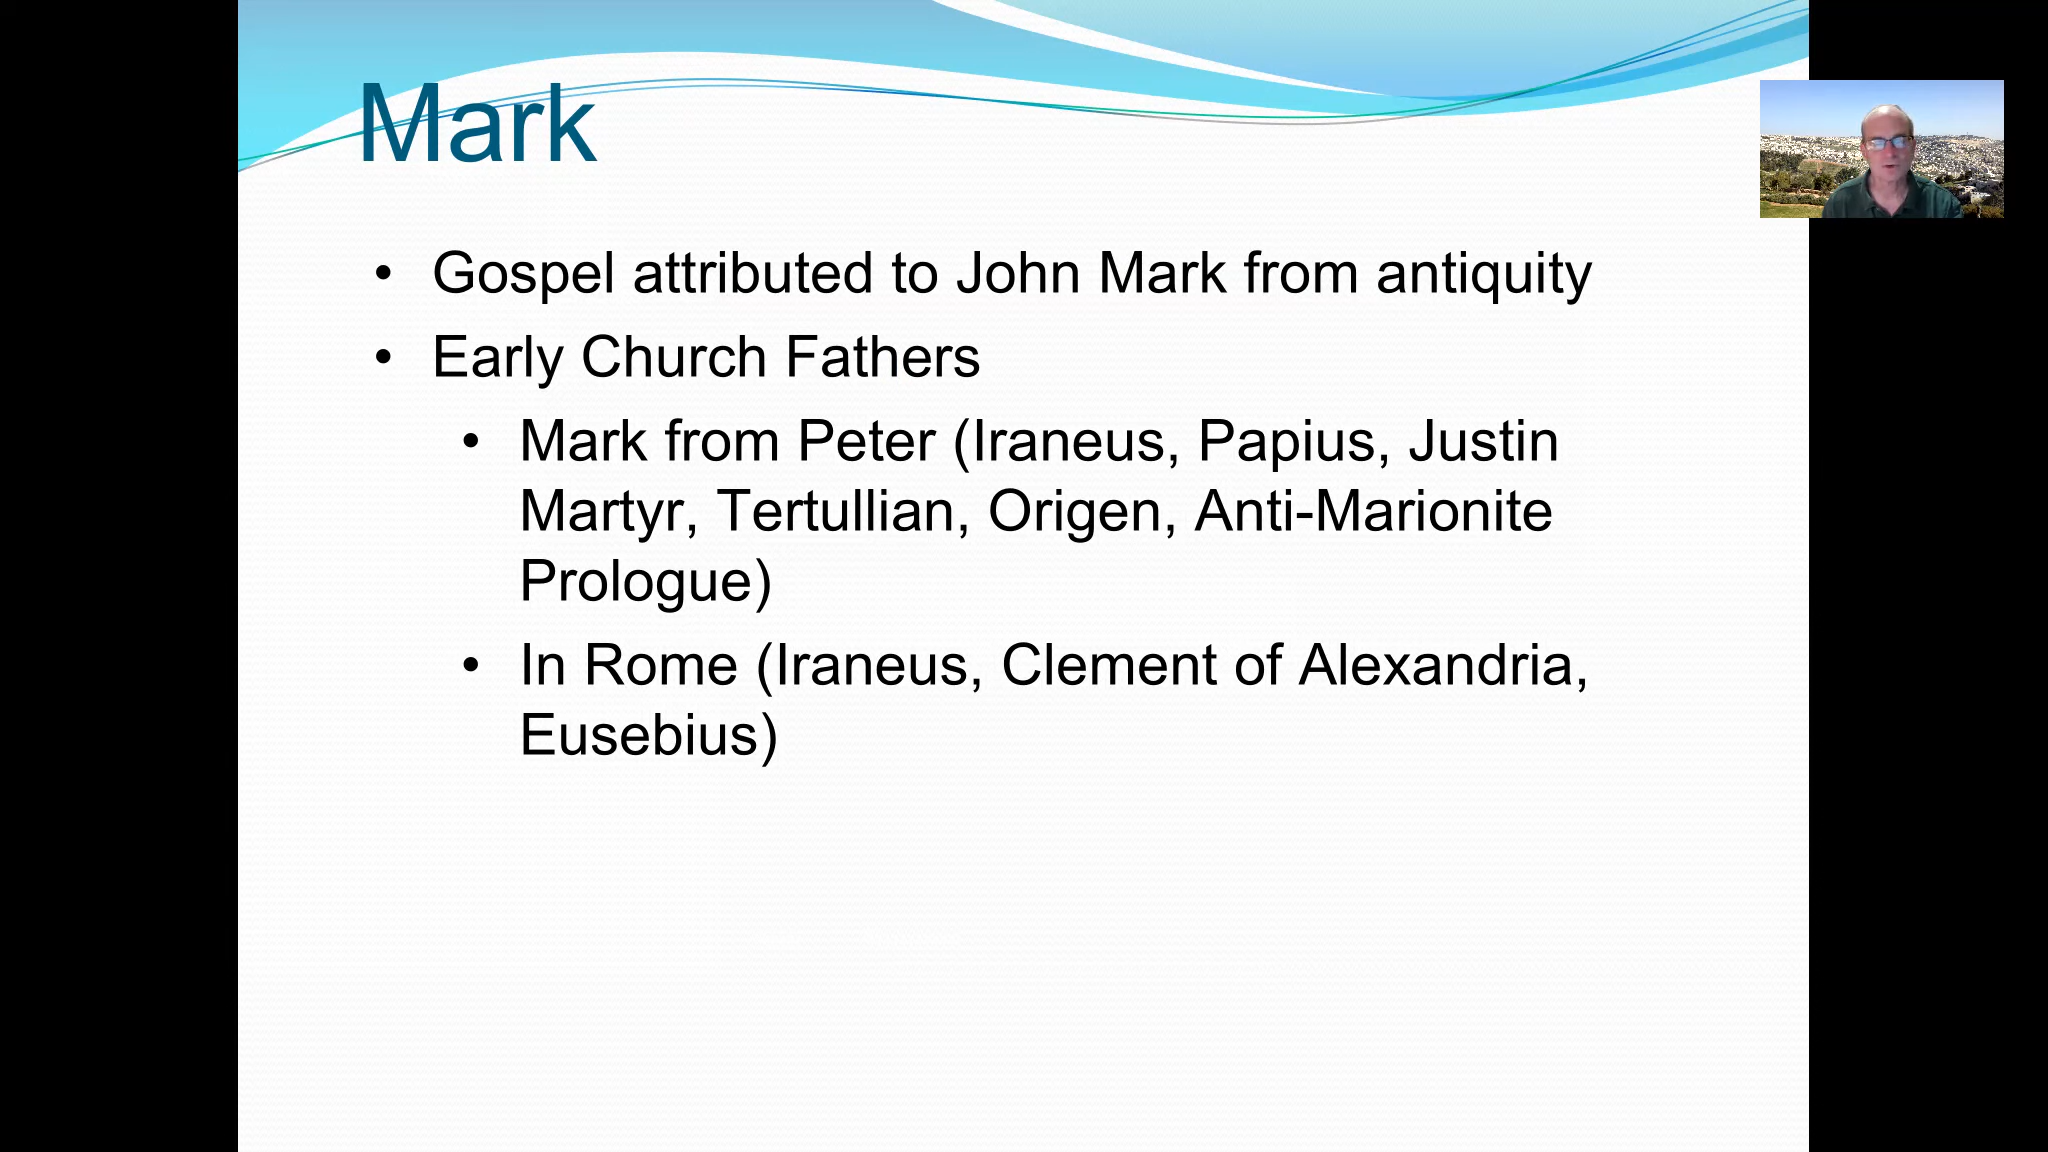 Mark
• Gospel attributed to John Mark from antiquity
• Early Church Fathers
• Mark from Peter (Iraneus, Papius, Justin
Martyr, Tertullian, Origen, Anti-Marionite
Prologue)
• In Rome (Iraneus, Clement of Alexandria,
Eusebius)